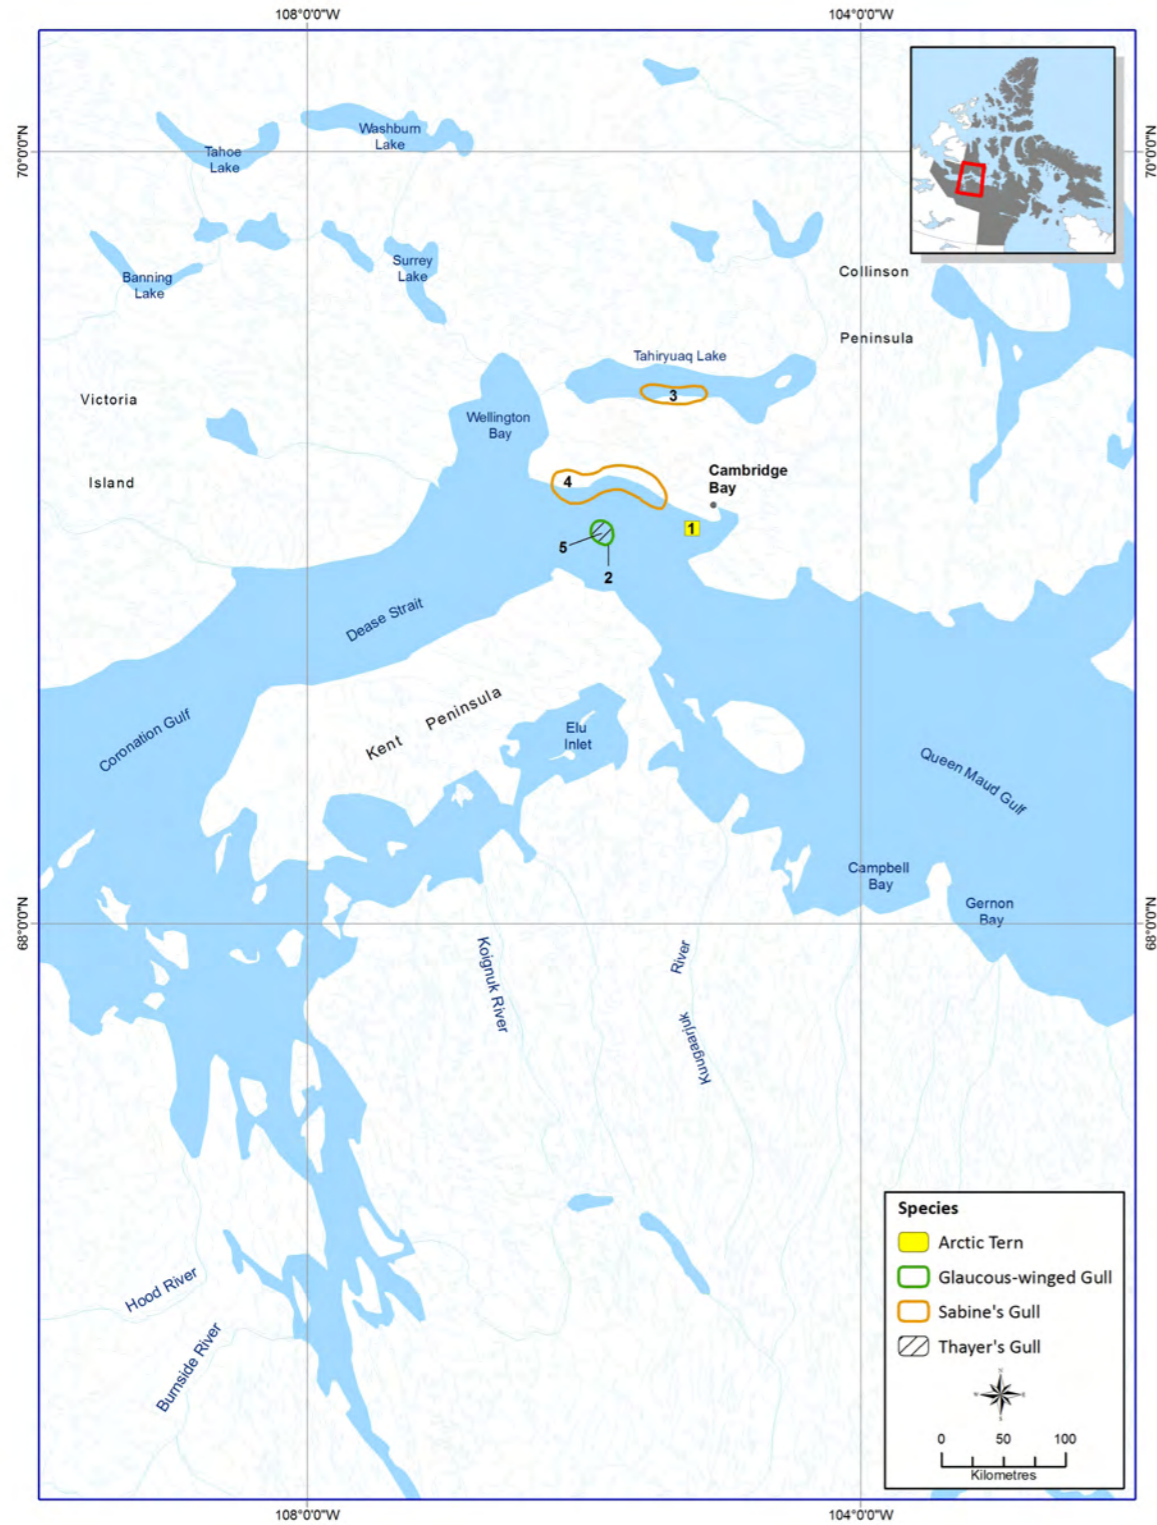 108°0'0"W
104°0'0"W
70°0'0"N
70°0'0"N
Washburn
Lake
Tahoe
Lake
Banning
Lake
Surrey
Lake
Collinson
Peninsula
Tahiryuaq Lake
3
Victoria
Island
Wellington
Bay
4
Cambridge
Bay
1
5
2
Dease Strait
Coronation Gulf
Kent Peninsula
Elu
Inlet
Queen Maud Gulf
Campbell
Bay
Gernon
Bay
68°0'0"N
68°0'0"N
Koignuk River
River
Kuugaarjuk
Hood River
Burnside River
Species
Arctic Tern
Glaucous-winged Gull
Sabine's Gull
Thayer's Gull
N
W E
S
0 50 100
Kilometres
108°0'0"W
104°0'0"W